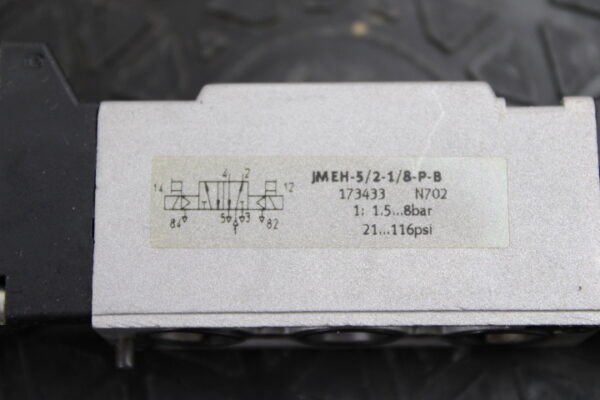 JMEH-5/2-1/8-P-B
173433 N702
1: 1.5...8bar
21...116psi
4 2
14 12
84 5 1 3 82